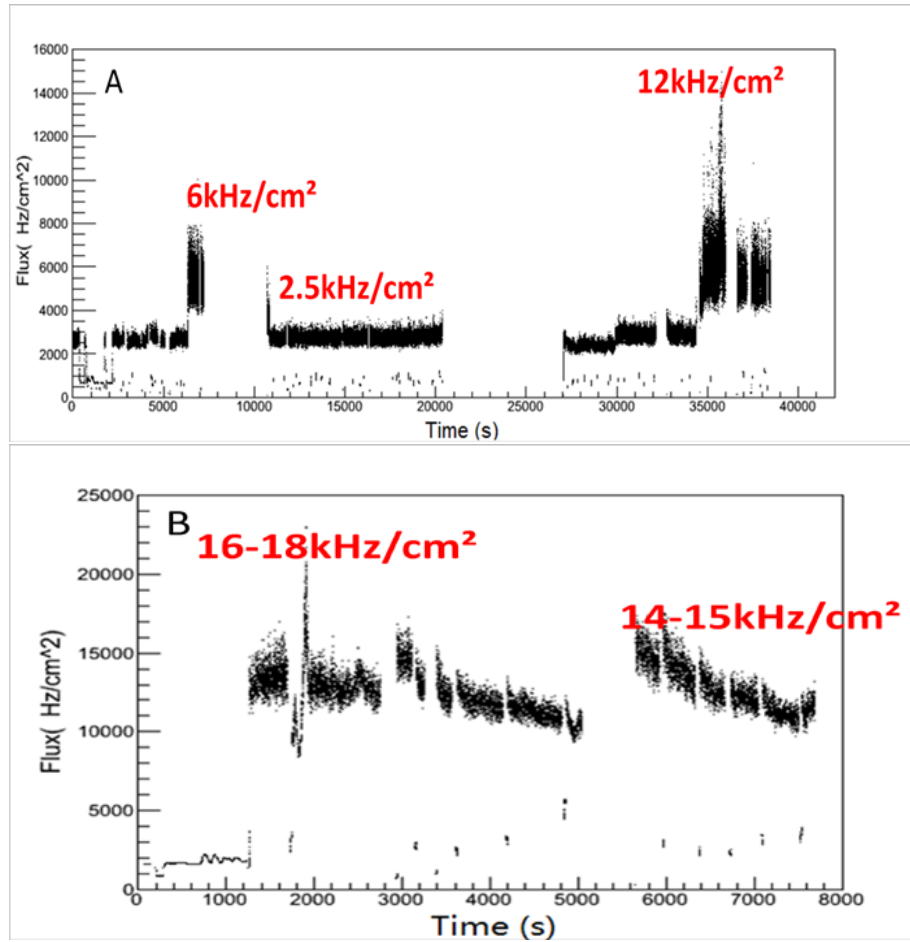 A
16000
14000
12000
10000
8000
6000
4000
2000
0
Flux( Hz/cm^2)
6kHz/cm²
2.5kHz/cm²
12kHz/cm²
0 5000 10000 15000 20000 25000 30000 35000 40000
Time (s)
B
25000
20000
15000
10000
5000
0
Flux( Hz/cm^2)
16-18kHz/cm²
14-15kHz/cm²
0 1000 2000 3000 4000 5000 6000 7000 8000
Time (s)